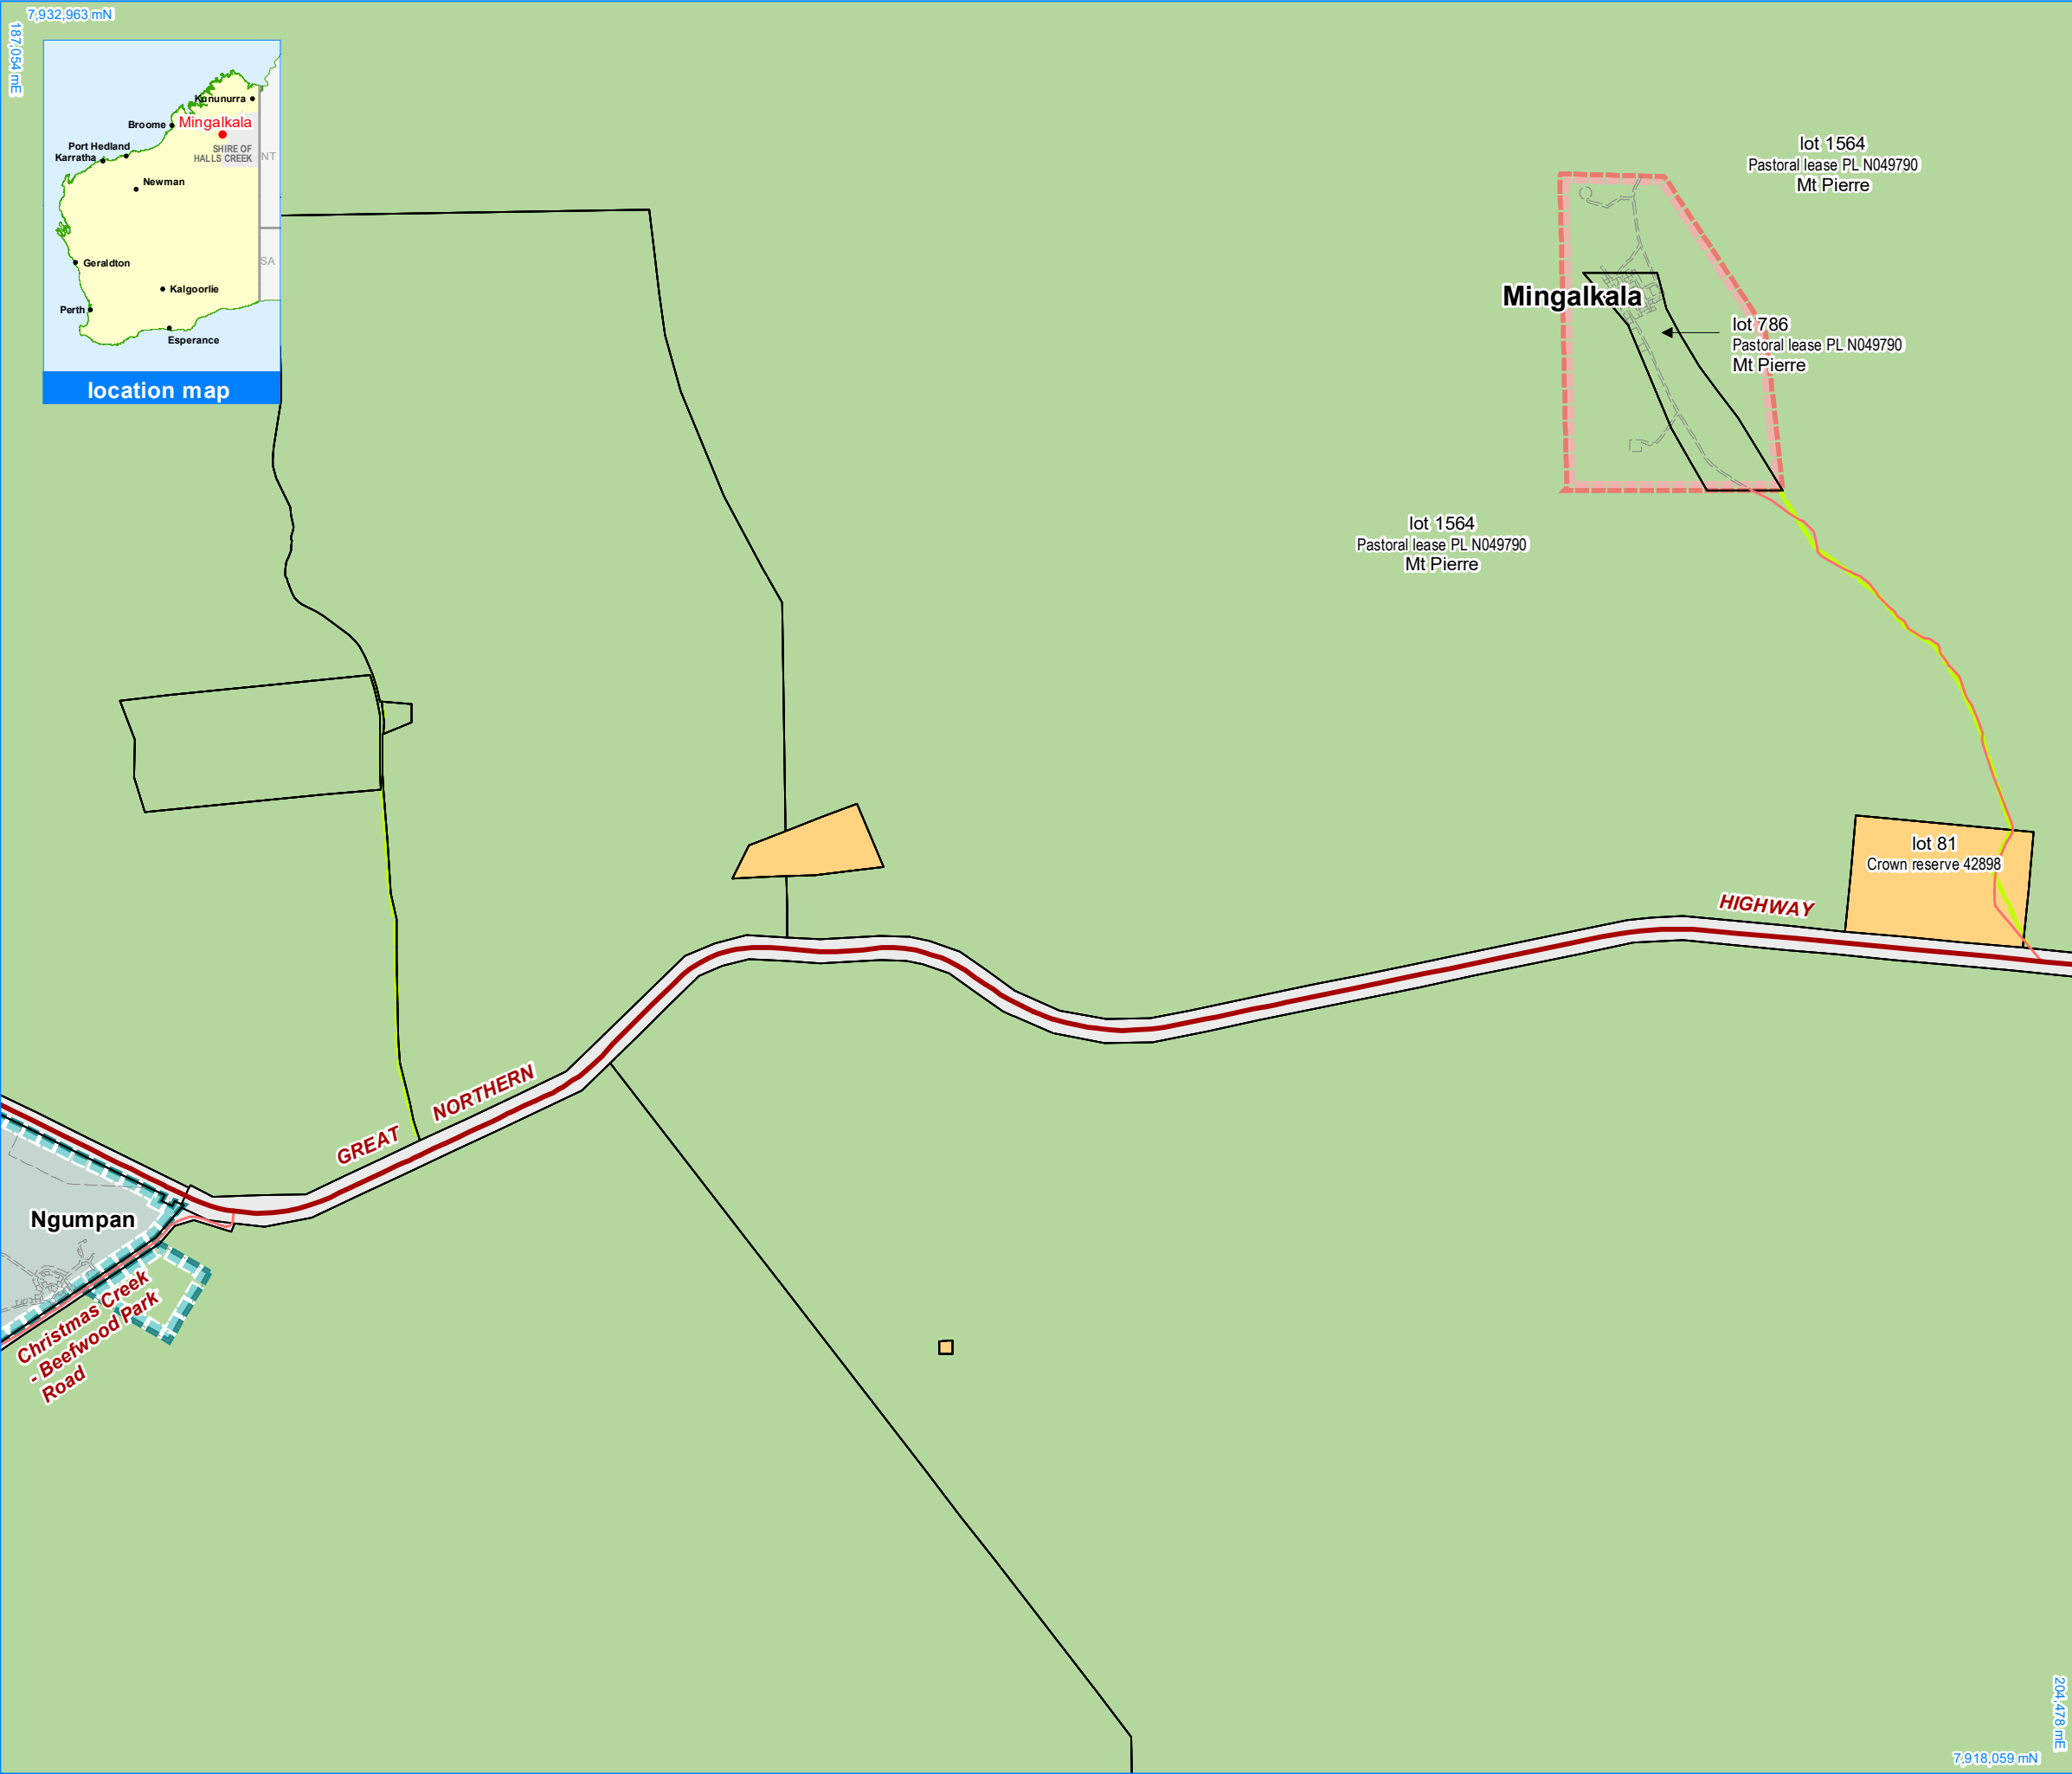 7,932,963 mN
187,054 mE
Kununurra
Broome
Mingalkala
Port Hedland
Karratha
SHIRE OF
HALLS CREEK
NT
Newman
SA
Geraldton
Kalgoorlie
Perth
Esperance
location map
lot 1564
Pastoral lease PL N049790
Mt Pierre
Mingalkala
lot 786
Pastoral lease PL N049790
Mt Pierre
lot 1564
Pastoral lease PL N049790
Mt Pierre
lot 81
Crown reserve 42898
HIGHWAY
NORTHERN
GREAT
Ngumpan
Christmas Creek
- Beefwood Park
Road
204,478 mE
7,918,059 mN